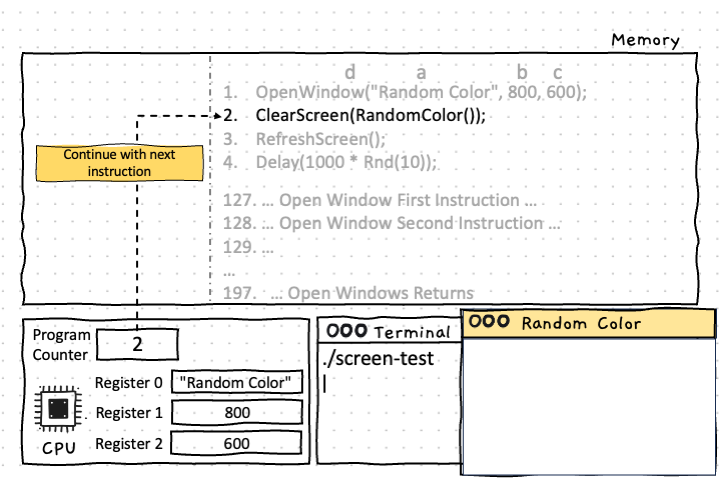 Memory
d a b c
1. OpenWindow("Random Color", 800, 600);
2. ClearScreen(RandomColor());
3. RefreshScreen();
4. Delay(1000 * Rnd(10));
Continue with next
instruction
127. ... Open Window First Instruction ...
128. ... Open Window Second Instruction ...
129. ...
...
197. ... Open Windows Returns
Program
Counter
2
Register 0 "Random Color"
Register 1 800
Register 2 600
CPU
Terminal
./screen-test
|
Random Color